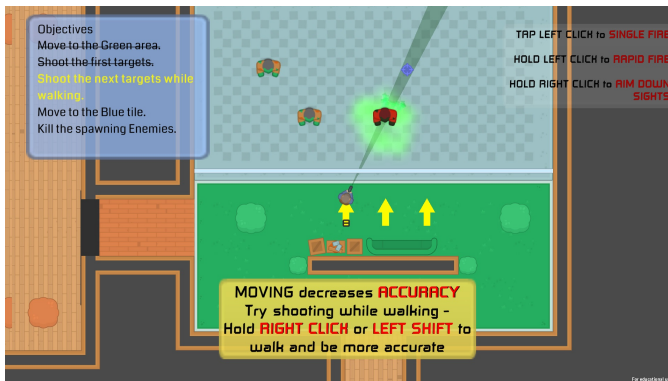 Objectives
Move to the Green area.
Shoot the first targets.
Shoot the next targets while
walking.
Move to the Blue tile.
Kill the spawning Enemies.
TAP LEFT CLICK to SINGLE FIRE
HOLD LEFT CLICK to RAPID FIRE
HOLD RIGHT CLICK to AIM DOWN
SIGHTS
MOVING decreases ACCURACY
Try shooting while walking -
Hold RIGHT CLICK or LEFT SHIFT to
walk and be more accurate
For educational